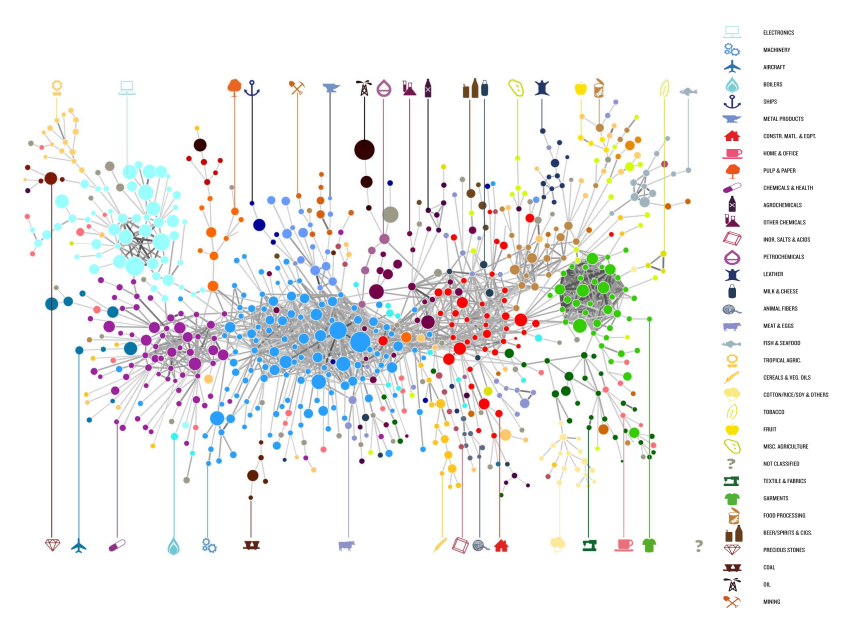 ELECTRONICS
MACHINERY
AIRCRAFT
BOILERS
SHIPS
METAL PRODUCTS
CONSTR. MATL. & EQPT.
HOME & OFFICE
PULP & PAPER
CHEMICALS & HEALTH
AGROCHEMICALS
OTHER CHEMICALS
INOR. SALTS & ACIDS
PETROCHEMICALS
LEATHER
MILK & CHEESE
ANIMAL FIBERS
MEAT & EGGS
FISH & SEAFOOD
TROPICAL AGRIC.
CEREALS & VEG. OILS
COTTON/RICE/SOY & OTHERS
TOBACCO
FRUIT
MISC. AGRICULTURE
? NOT CLASSIFIED
TEXTILE & FABRICS
GARMENTS
FOOD PROCESSING
BEER/SPIRITS & CIGS.
PRECIOUS STONES
COAL
OIL
MINING
?